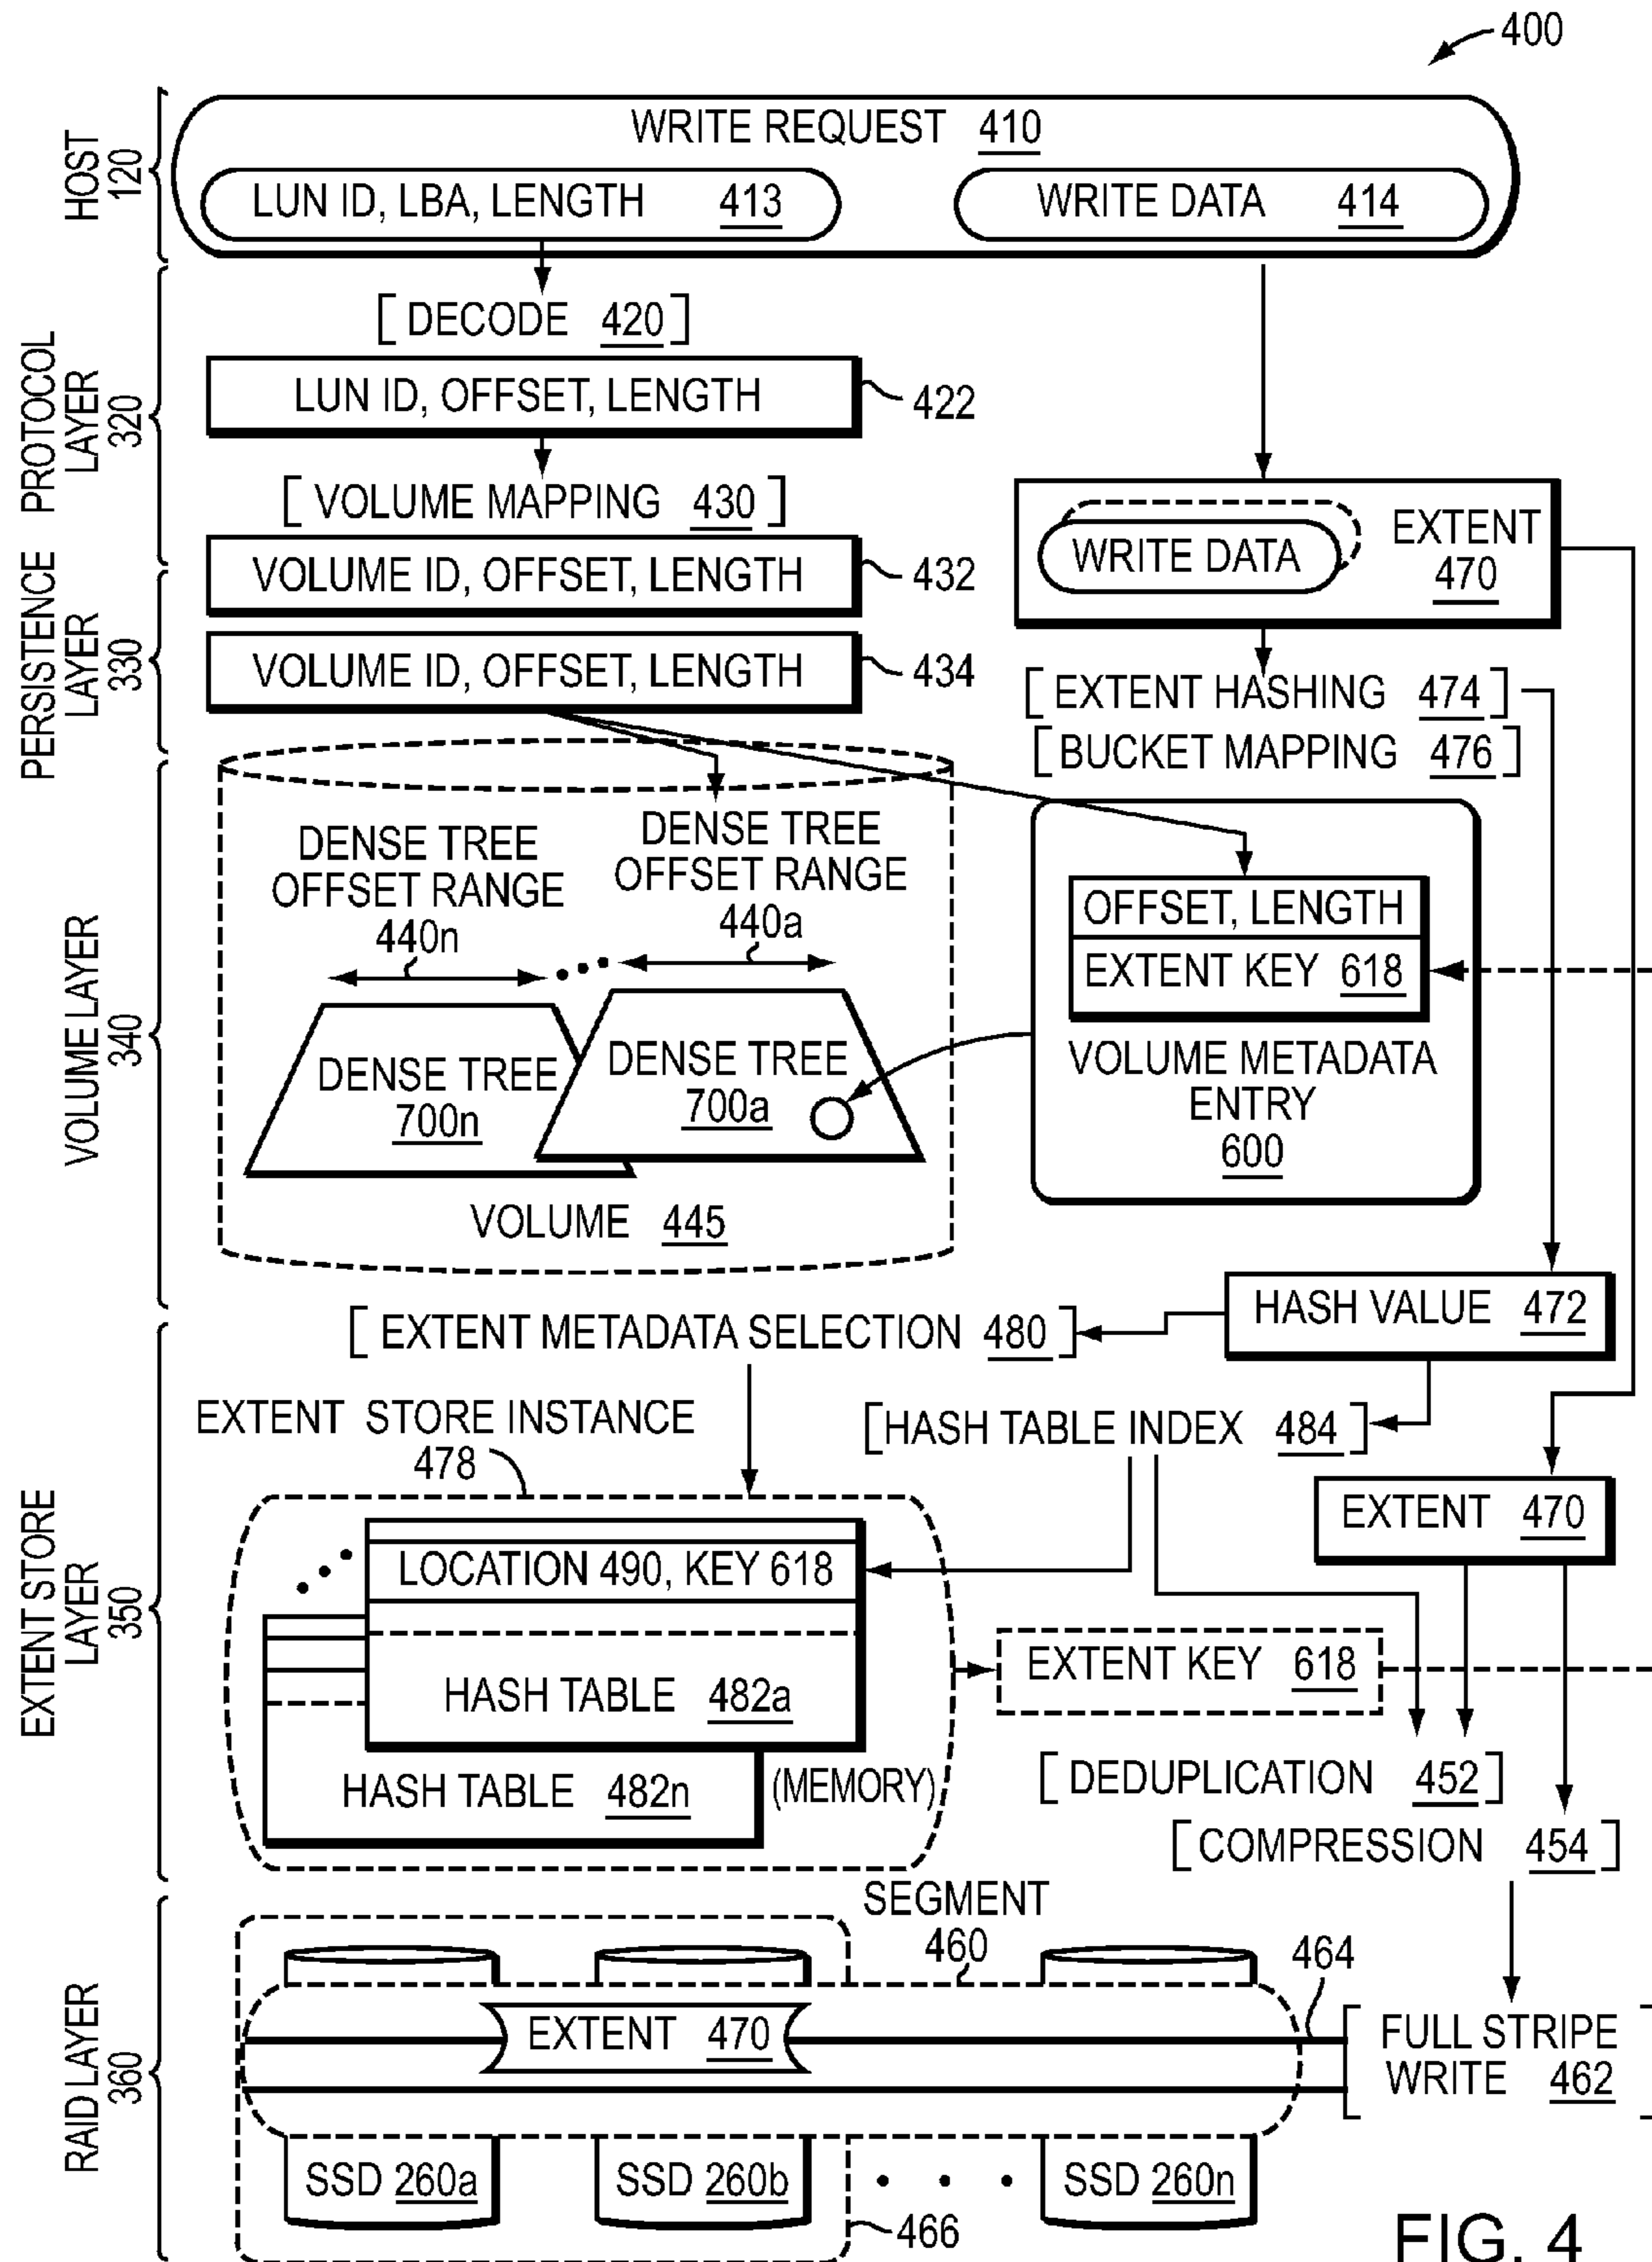 400
HOST
120
WRITE REQUEST 410
LUN ID, LBA, LENGTH 413
WRITE DATA 414
PROTOCOL
LAYER
320
[DECODE 420]
LUN ID, OFFSET, LENGTH
422
[VOLUME MAPPING 430]
VOLUME ID, OFFSET, LENGTH
432
WRITE DATA
EXTENT
470
PERSISTENCE
LAYER
330
VOLUME ID, OFFSET, LENGTH
434
[EXTENT HASHING 474]
[BUCKET MAPPING 476]
VOLUME LAYER
340
DENSE TREE
OFFSET RANGE
440n
DENSE TREE
OFFSET RANGE
440a
DENSE TREE
700n
DENSE TREE
700a
VOLUME 445
OFFSET, LENGTH
EXTENT KEY 618
VOLUME METADATA
ENTRY
600
HASH VALUE 472
EXTENT STORE
LAYER
350
[EXTENT METADATA SELECTION 480]
EXTENT STORE INSTANCE
478
[HASH TABLE INDEX 484]
EXTENT 470
LOCATION 490, KEY 618
HASH TABLE 482a
HASH TABLE 482n
(MEMORY)
EXTENT KEY 618
[DEDUPLICATION 452]
[COMPRESSION 454]
RAID LAYER
360
SEGMENT
460
464
EXTENT 470
[FULL STRIPE
WRITE 462]
SSD 260a
SSD 260b
. . .
SSD 260n
466
FIG. 4